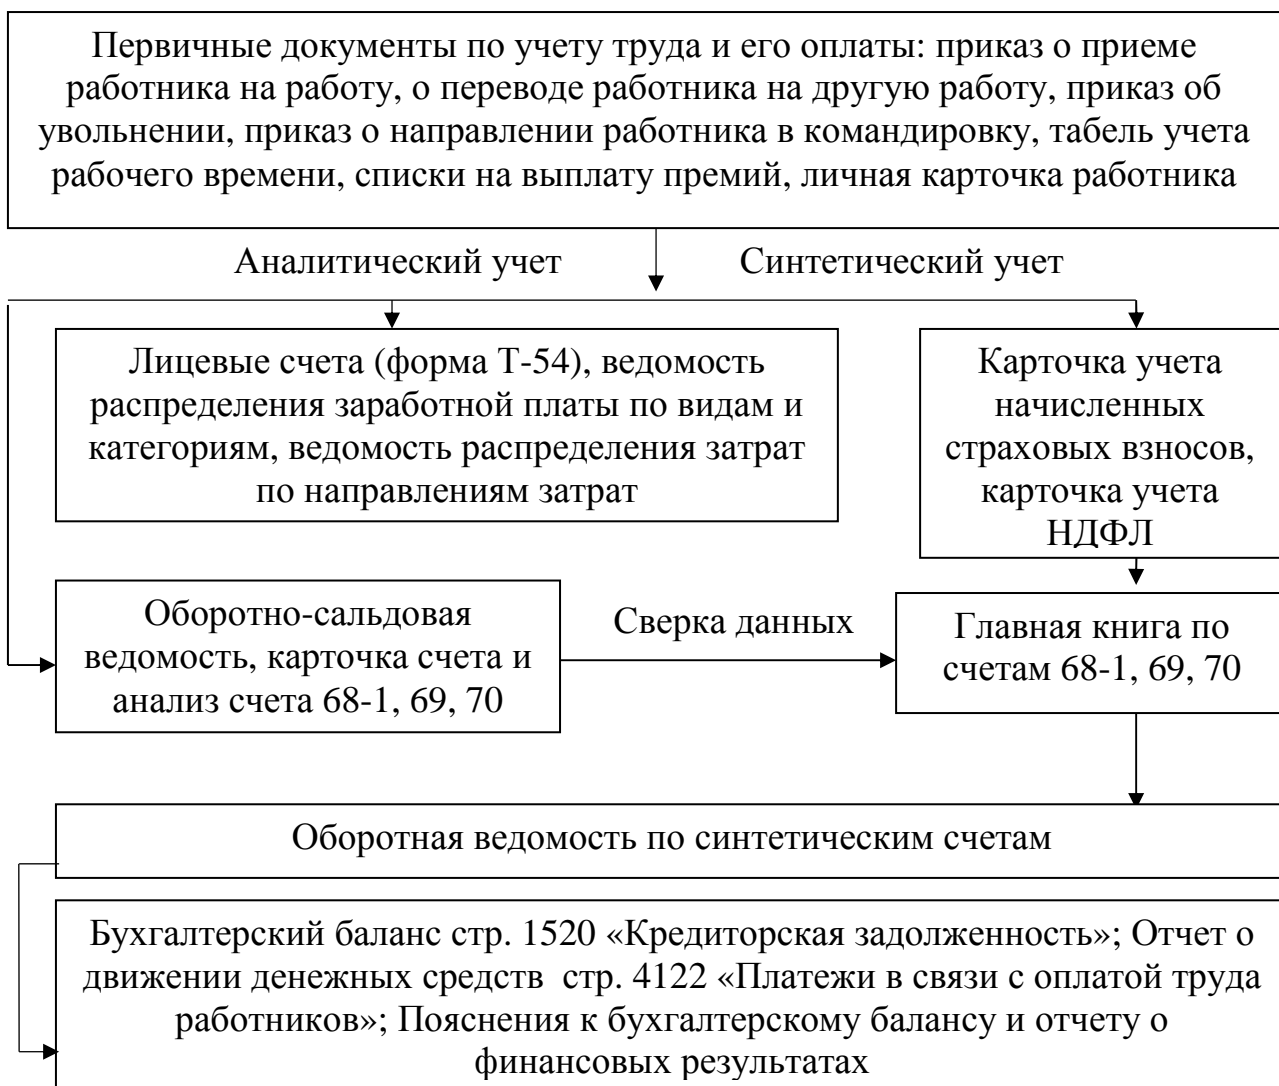 Первичные документы по учету труда и его оплаты: приказ о приеме
работника на работу, о переводе работника на другую работу, приказ об
увольнении, приказ о направлении работника в командировку, табель учета
рабочего времени, списки на выплату премий, личная карточка работника
Аналитический учет
Синтетический учет
Лицевые счета (форма Т-54), ведомость
распределения заработной платы по видам и
категориям, ведомость распределения затрат
по направлениям затрат
Карточка учета
начисленных
страховых взносов,
карточка учета
НДФЛ
Оборотно-сальдовая
ведомость, карточка счета и
анализ счета 68-1, 69, 70
Сверка данных
Главная книга по
счетам 68-1, 69, 70
Оборотная ведомость по синтетическим счетам
Бухгалтерский баланс стр. 1520 «Кредиторская задолженность»; Отчет о
движении денежных средств  стр. 4122 «Платежи в связи с оплатой труда
работников»; Пояснения к бухгалтерскому балансу и отчету о
финансовых результатах